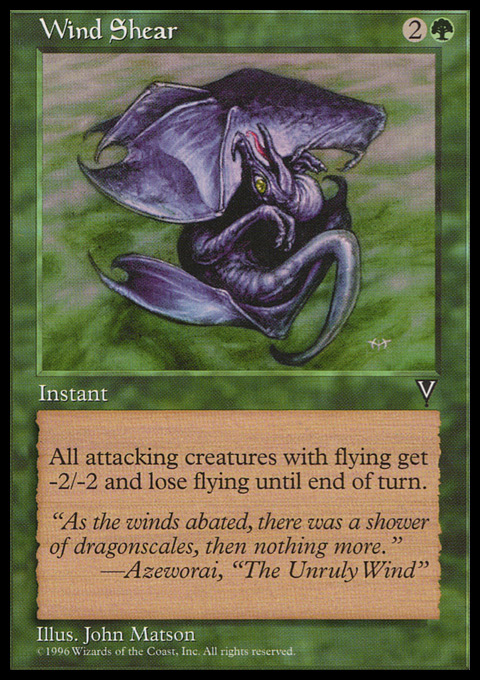 Wind Shear 2
Instant V
All attacking creatures with flying get
-2/-2 and lose flying until end of turn.
“As the winds abated, there was a shower
of dragonscales, then nothing more.”
—Azeworai, “The Unruly Wind”
Illus. John Matson
©1996 Wizards of the Coast, Inc. All rights reserved.